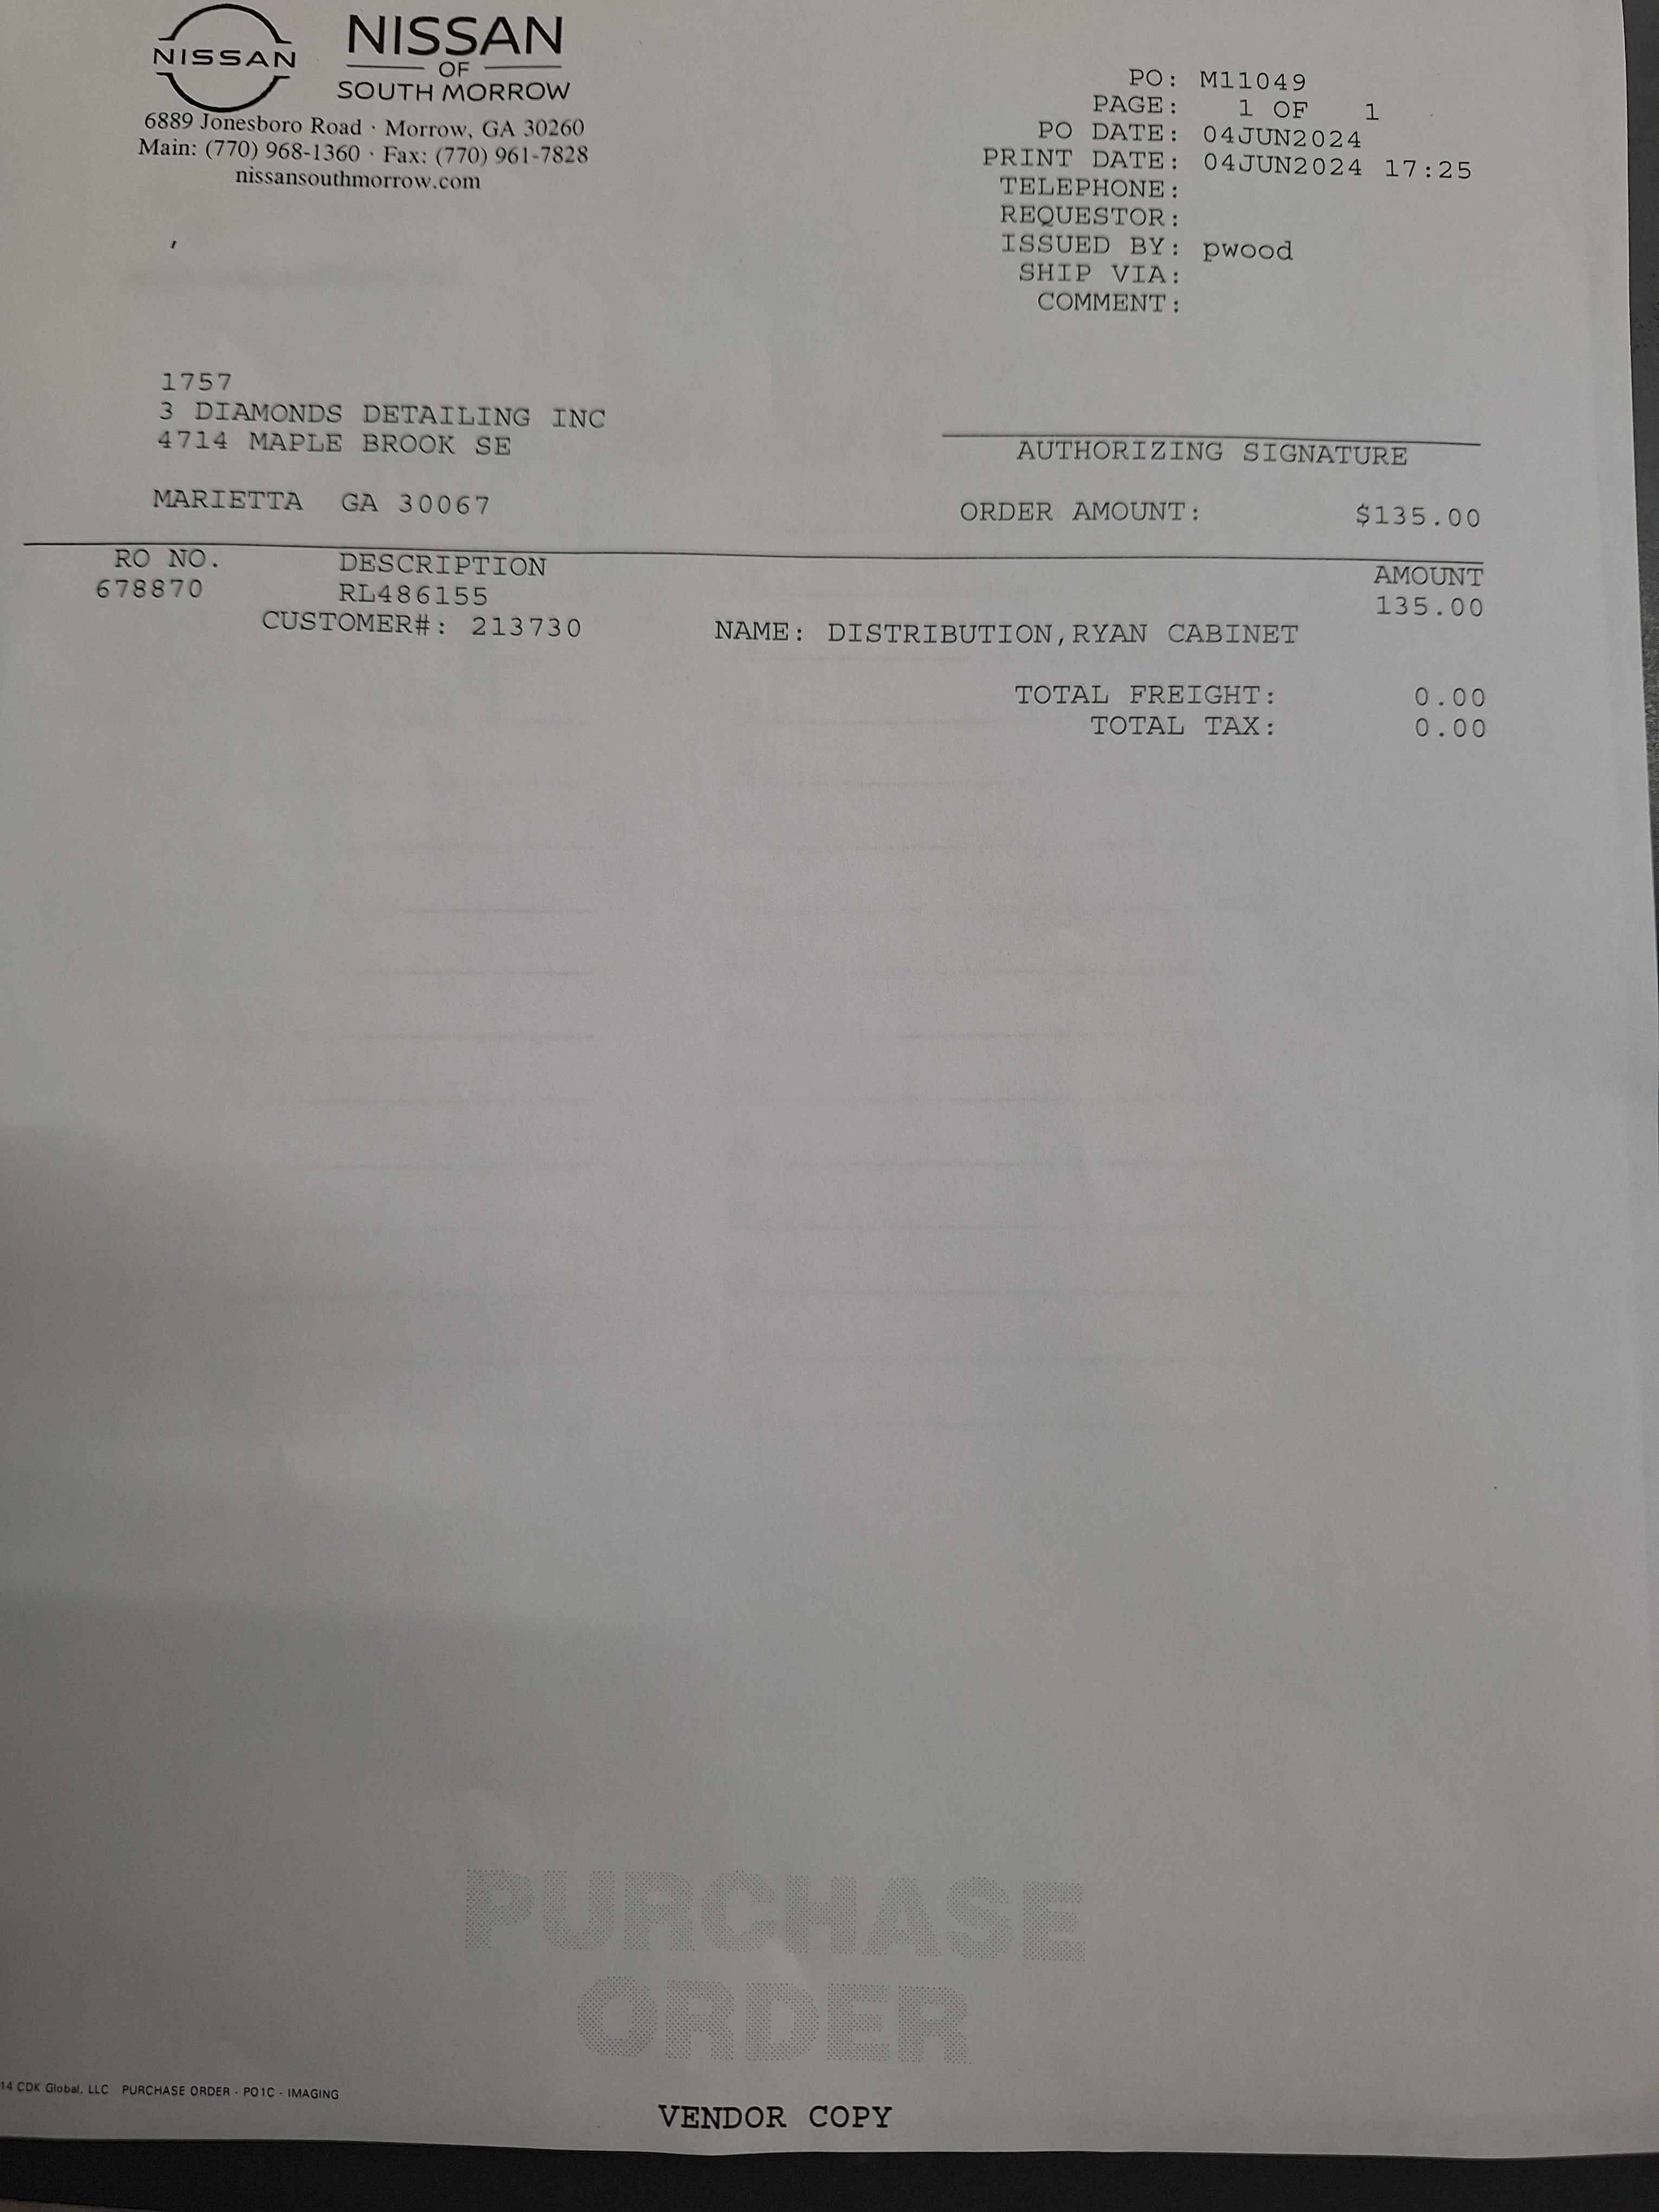 NISSAN
NISSAN
OF
SOUTH MORROW
6889 Jonesboro Road · Morrow, GA 30260
Main: (770) 968-1360 · Fax: (770) 961-7828
nissansouthmorrow.com
PO: M11049
PAGE: 1 OF 1
PO DATE: 04JUN2024
PRINT DATE: 04JUN2024 17:25
TELEPHONE:
REQUESTOR:
ISSUED BY: pwood
SHIP VIA:
COMMENT:
,
1757
3 DIAMONDS DETAILING INC
4714 MAPLE BROOK SE
MARIETTA GA 30067
AUTHORIZING SIGNATURE
ORDER AMOUNT: $135.00
RO NO. DESCRIPTION AMOUNT
678870 RL486155 135.00
CUSTOMER#: 213730 NAME: DISTRIBUTION,RYAN CABINET
TOTAL FREIGHT: 0.00
TOTAL TAX: 0.00
PURCHASE
ORDER
14 CDK Global, LLC PURCHASE ORDER - PO1C - IMAGING
VENDOR COPY